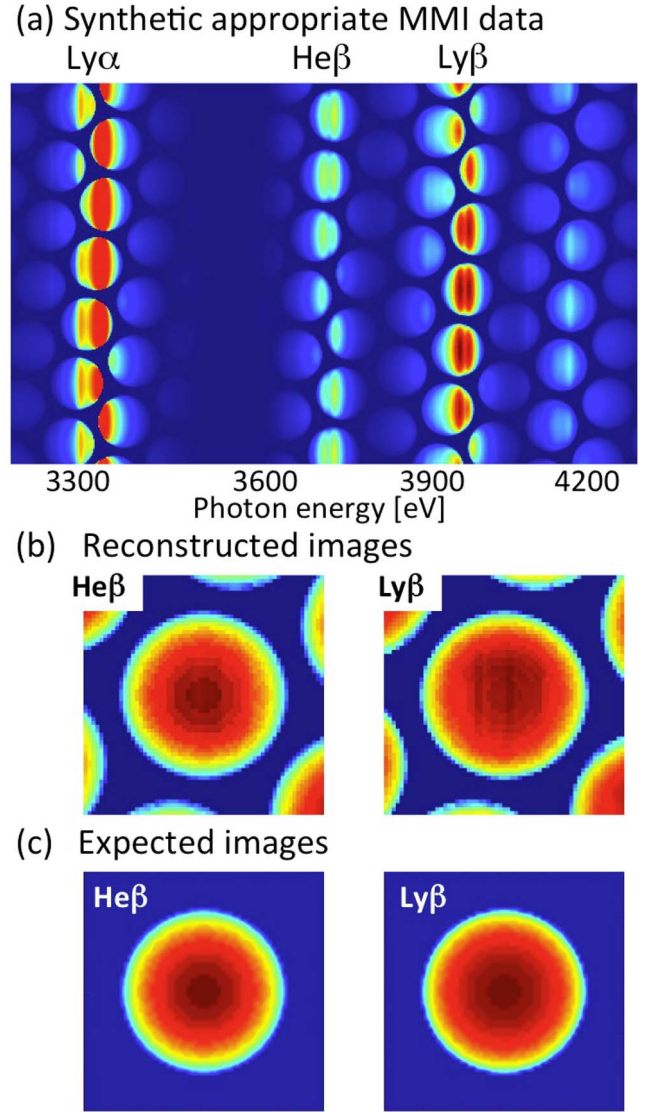 (a) Synthetic appropriate MMI data
Lyα Heβ Lyβ
3300 3600 3900 4200
Photon energy [eV]
(b) Reconstructed images
Heβ Lyβ
(c) Expected images
Heβ Lyβ